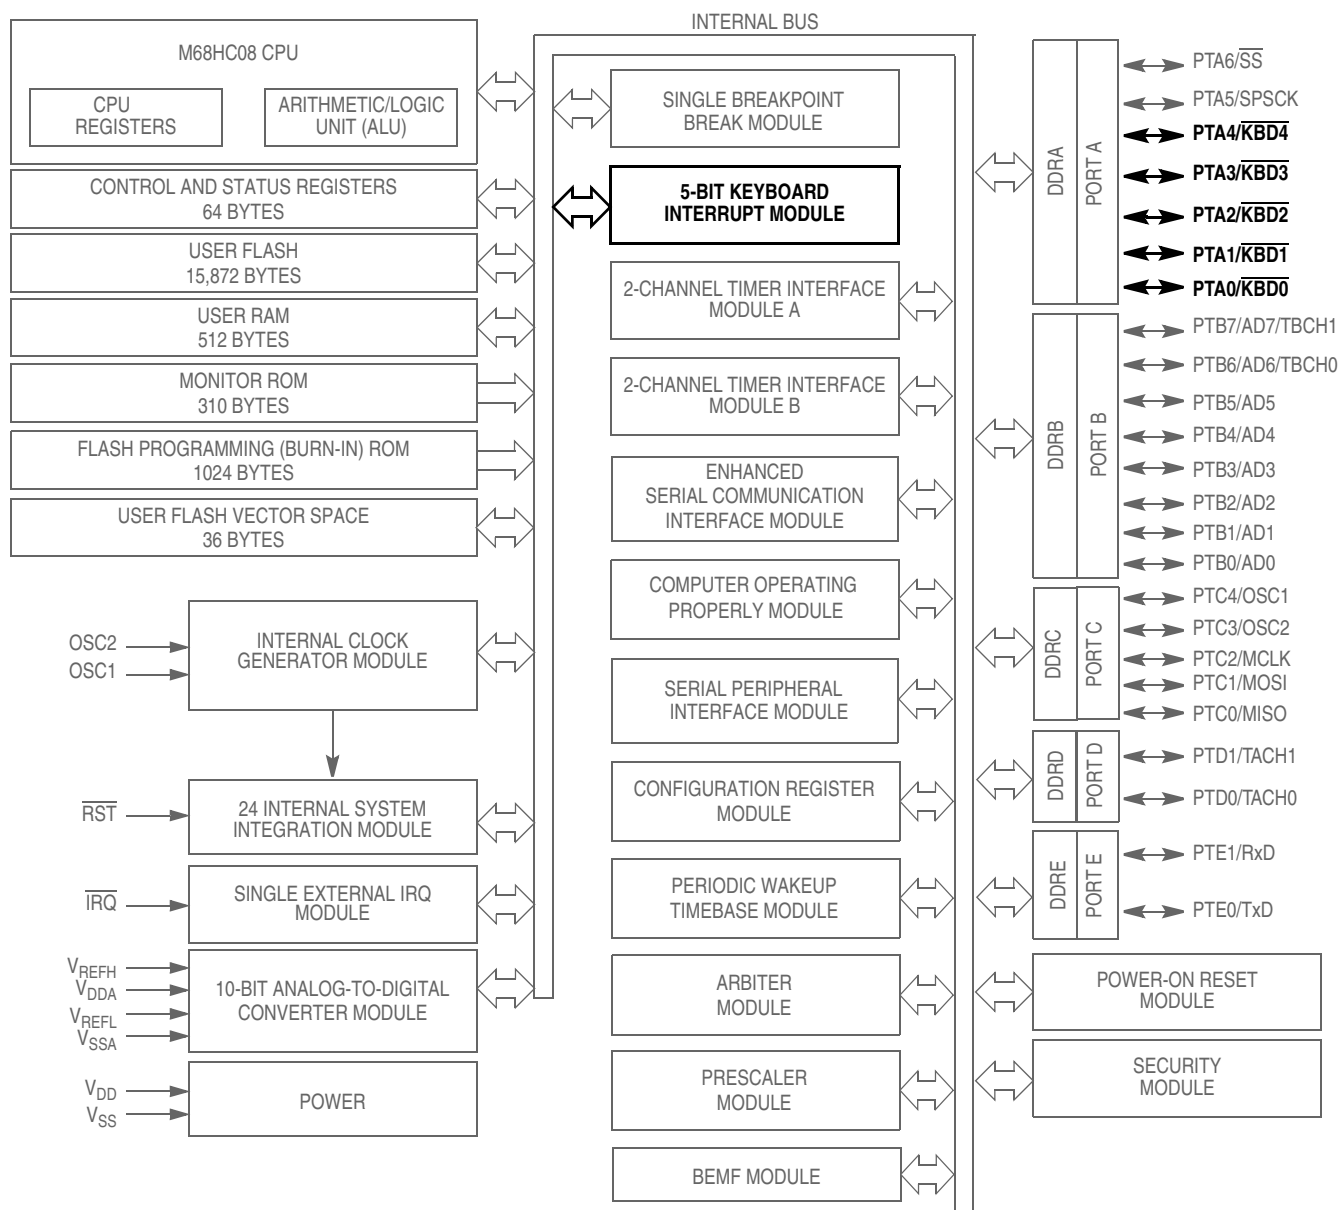 INTERNAL BUS
M68HC08 CPU
CPU
REGISTERS
ARITHMETIC/LOGIC
UNIT (ALU)
CONTROL AND STATUS REGISTERS
64 BYTES
USER FLASH
15,872 BYTES
USER RAM
512 BYTES
MONITOR ROM
310 BYTES
FLASH PROGRAMMING (BURN-IN) ROM
1024 BYTES
USER FLASH VECTOR SPACE
36 BYTES
OSC2
OSC1
INTERNAL CLOCK
GENERATOR MODULE
RST
24 INTERNAL SYSTEM
INTEGRATION MODULE
IRQ
SINGLE EXTERNAL IRQ
MODULE
VREFH
VDDA
VREFL
VSSA
10-BIT ANALOG-TO-DIGITAL
CONVERTER MODULE
VDD
VSS
POWER
SINGLE BREAKPOINT
BREAK MODULE
5-BIT KEYBOARD
INTERRUPT MODULE
2-CHANNEL TIMER INTERFACE
MODULE A
2-CHANNEL TIMER INTERFACE
MODULE B
ENHANCED
SERIAL COMMUNICATION
INTERFACE MODULE
COMPUTER OPERATING
PROPERLY MODULE
SERIAL PERIPHERAL
INTERFACE MODULE
CONFIGURATION REGISTER
MODULE
PERIODIC WAKEUP
TIMEBASE MODULE
ARBITER
MODULE
PRESCALER
MODULE
BEMF MODULE
DDRA
PORT A
PTA6/SS
PTA5/SPSCK
PTA4/KBD4
PTA3/KBD3
PTA2/KBD2
PTA1/KBD1
PTA0/KBD0
DDRB
PORT B
PTB7/AD7/TBCH1
PTB6/AD6/TBCH0
PTB5/AD5
PTB4/AD4
PTB3/AD3
PTB2/AD2
PTB1/AD1
PTB0/AD0
DDRC
PORT C
PTC4/OSC1
PTC3/OSC2
PTC2/MCLK
PTC1/MOSI
PTC0/MISO
DDRD
PORT D
PTD1/TACH1
PTD0/TACH0
DDRE
PORT E
PTE1/RxD
PTE0/TxD
POWER-ON RESET
MODULE
SECURITY
MODULE